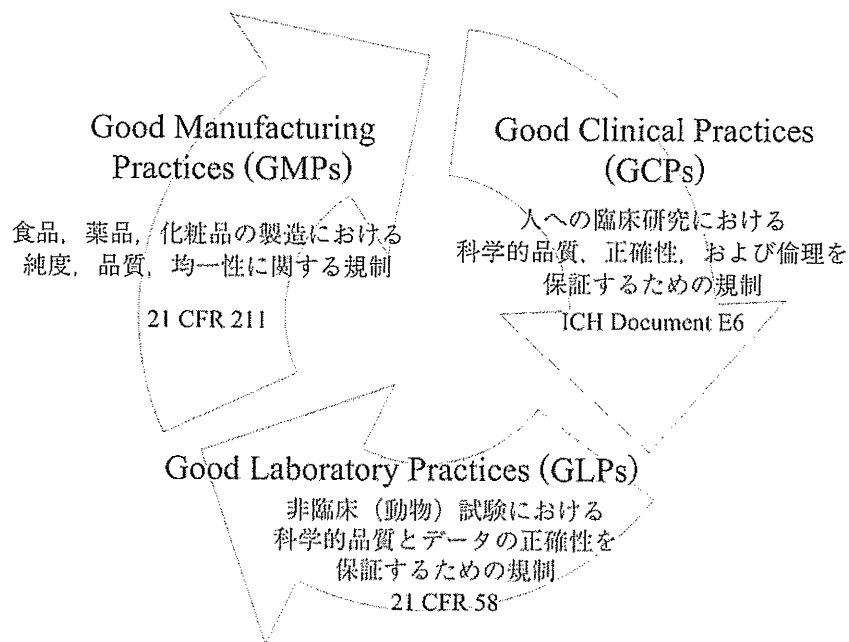 Good Manufacturing
Practices (GMPs)
食品，薬品，化粧品の製造における
純度，品質，均一性に関する規制
21 CFR 211
Good Clinical Practices
(GCPs)
人への臨床研究における
科学的品質，正確性，および倫理を
保証するための規制
ICH Document E6
Good Laboratory Practices (GLPs)
非臨床（動物）試験における
科学的品質とデータの正確性を
保証するための規制
21 CFR 58